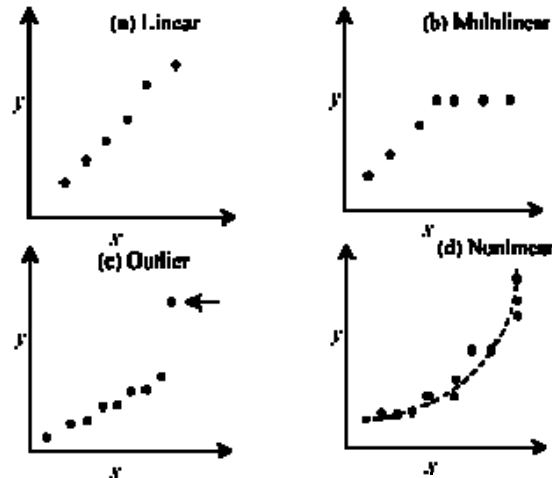 (a) Linear
y
x
(b) Multilinear
y
x
(c) Outlier
y
x
(d) Nonlinear
y
x